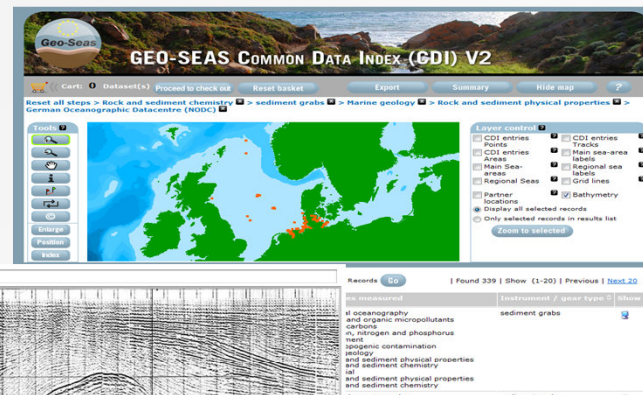 Geo-Seas
GEO-SEAS COMMON DATA INDEX (CDI) V2
Cart: 0 Dataset(s) Proceed to check out Reset basket Export Summary Hide map ?
Reset all steps > Rock and sediment chemistry > sediment grabs > Marine geology > Rock and sediment physical properties >
German Oceanographic Datacentre (NODC)
Tools
Enlarge
Position
Index
Layer control
CDI entries Points
CDI entries Tracks
CDI entries Areas
Main sea-area labels
Main Sea-areas
Regional sea labels
Regional Seas
Grid lines
Partner locations
Bathymetry
Display all selected records
Only selected records in results list
Zoom to selected
Records Go | Found 339 | Show (1-20) | Previous | Next 20
es measured Instrument / gear type Show
al oceanography sediment grabs
and organic micropollutants
carbons
n, nitrogen and phosphorus
ment
opogenic contamination
geology
and sediment physical properties
and sediment chemistry
ial
and sediment physical properties
and sediment chemistry